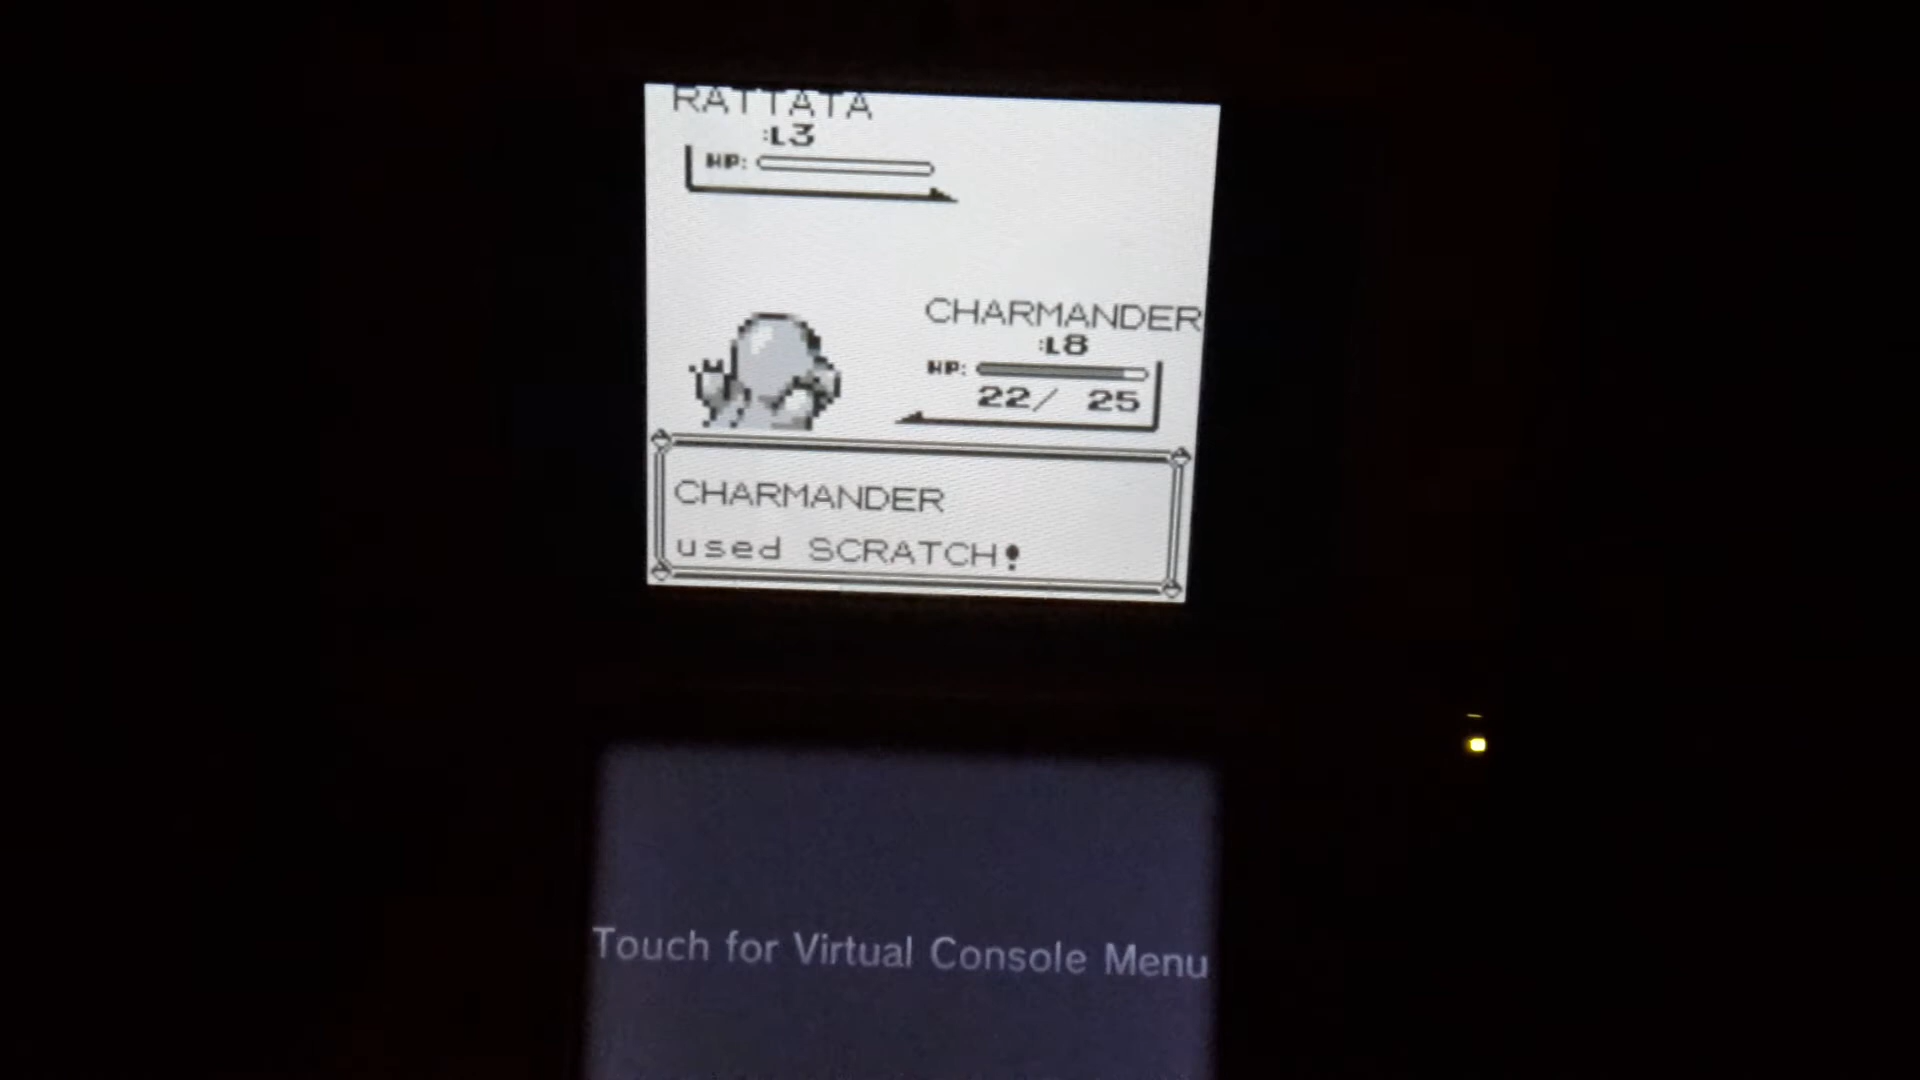 RATTATA
:L3
HP:
CHARMANDER
:L8
HP:
22/ 25
CHARMANDER
used SCRATCH!
Touch for Virtual Console Menu